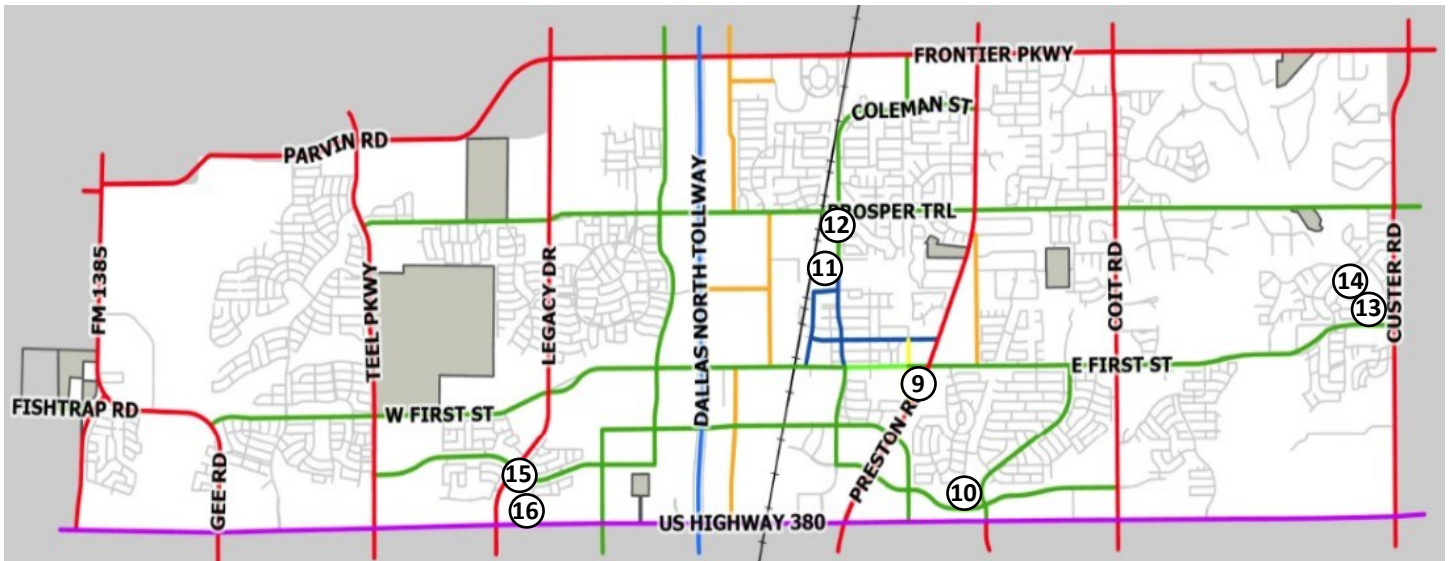 FRONTIER PKWY
COLEMAN ST
PARVIN RD
DALLAS NORTH TOLLWAY
PROSPER TRL
12
11
FM 1385
TEEL PKWY
LEGACY DR
COIT RD
CUSTER RD
14
13
E FIRST ST
9
FISHTRAP RD
W FIRST ST
PRESTON R
GEE RD
15
10
16
US HIGHWAY 380